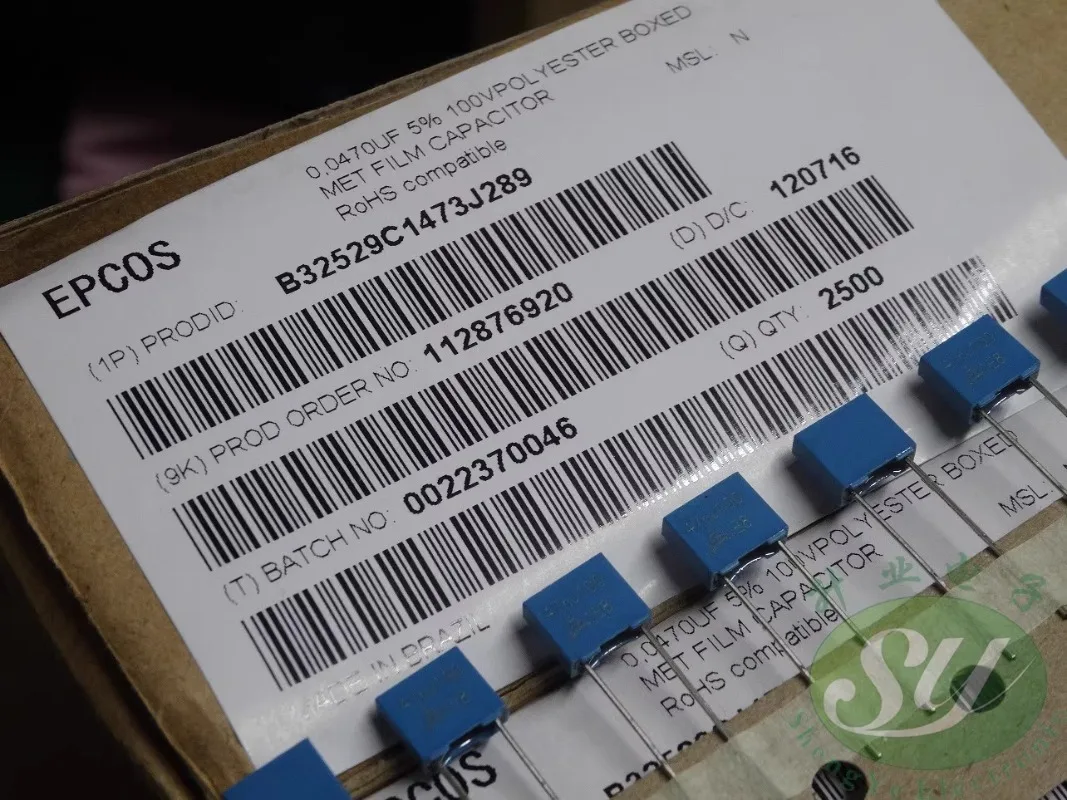 0,0470UF 5% 100VPOLYESTER BOXED
MET FILM CAPACITOR
RoHS compatible
MSL: N
EPCOS
(1P) PRODID: B32529C1473J289
(9K) PROD ORDER NO: 112876920
(D) D/C: 120716
(T) BATCH NO: 0022370046
(Q) QTY: 2500
MADE IN BRAZIL
0,0470UF 5% 100VPOLYESTER BOXED
MET FILM CAPACITOR
RoHS compatible
MSL:
EPCOS
SY